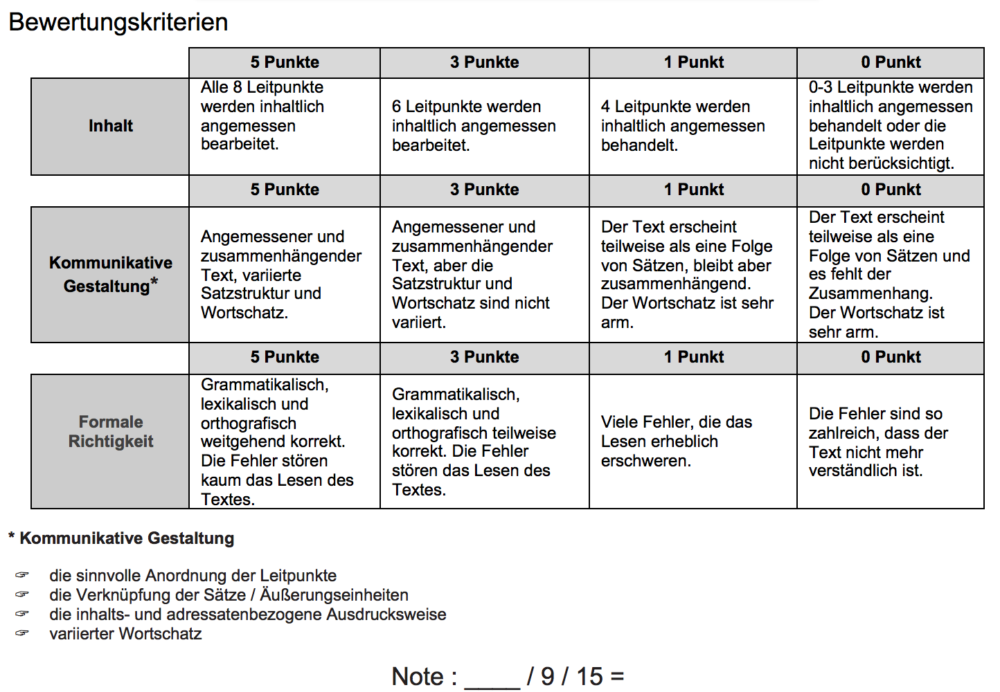 Bewertungskriterien
5 Punkte 3 Punkte 1 Punkt 0 Punkt
Inhalt
Alle 8 Leitpunkte
werden inhaltlich
angemessen
bearbeitet.
6 Leitpunkte werden
inhaltlich angemessen
bearbeitet.
4 Leitpunkte werden
inhaltlich angemessen
behandelt.
0-3 Leitpunkte werden
inhaltlich angemessen
behandelt oder die
Leitpunkte werden
nicht berücksichtigt.
5 Punkte 3 Punkte 1 Punkt 0 Punkt
Kommunikative
Gestaltung*
Angemessener und
zusammenhängender
Text, variierte
Satzstruktur und
Wortschatz.
Angemessener und
zusammenhängender
Text, aber die
Satzstruktur und
Wortschatz sind nicht
variiert.
Der Text erscheint
teilweise als eine Folge
von Sätzen, bleibt aber
zusammenhängend.
Der Wortschatz ist sehr
arm.
Der Text erscheint
teilweise als eine
Folge von Sätzen und
es fehlt der
Zusammenhang.
Der Wortschatz ist
sehr arm.
5 Punkte 3 Punkte 1 Punkt 0 Punkt
Formale
Richtigkeit
Grammatikalisch,
lexikalisch und
orthografisch
weitgehend korrekt.
Die Fehler stören
kaum das Lesen des
Textes.
Grammatikalisch,
lexikalisch und
orthografisch teilweise
korrekt. Die Fehler
stören das Lesen des
Textes.
Viele Fehler, die das
Lesen erheblich
erschweren.
Die Fehler sind so
zahlreich, dass der
Text nicht mehr
verständlich ist.
* Kommunikative Gestaltung
☞ die sinnvolle Anordnung der Leitpunkte
☞ die Verknüpfung der Sätze / Äußerungseinheiten
☞ die inhalts- und adressatenbezogene Ausdrucksweise
☞ variierter Wortschatz
Note : ____ / 9 / 15 =